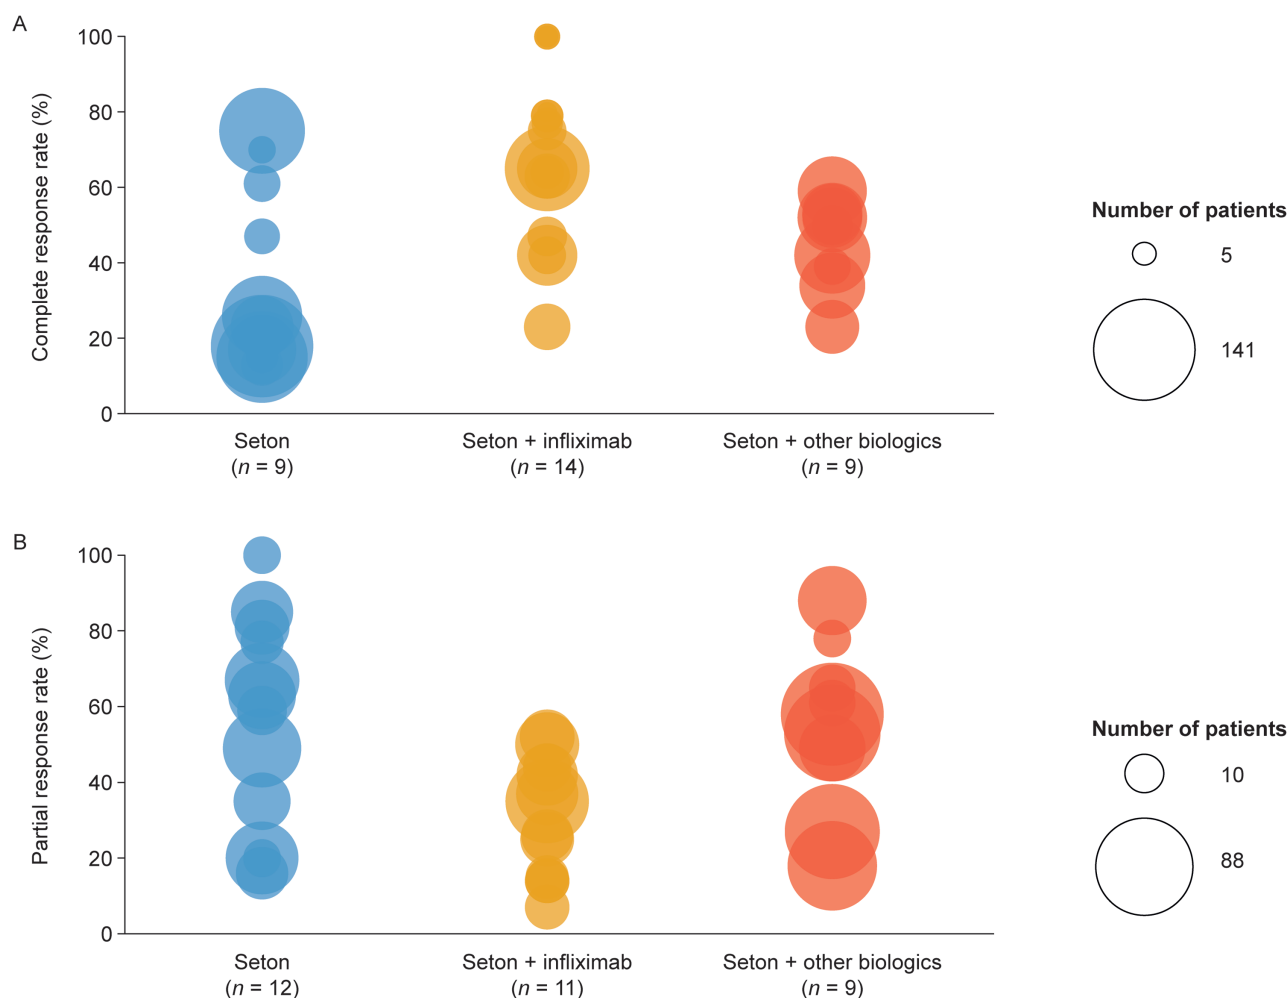 A
Complete response rate (%)
100
80
60
40
20
0
Seton
(n = 9)
Seton + infliximab
(n = 14)
Seton + other biologics
(n = 9)
Number of patients
5
141
B
Partial response rate (%)
100
80
60
40
20
0
Seton
(n = 12)
Seton + infliximab
(n = 11)
Seton + other biologics
(n = 9)
Number of patients
10
88